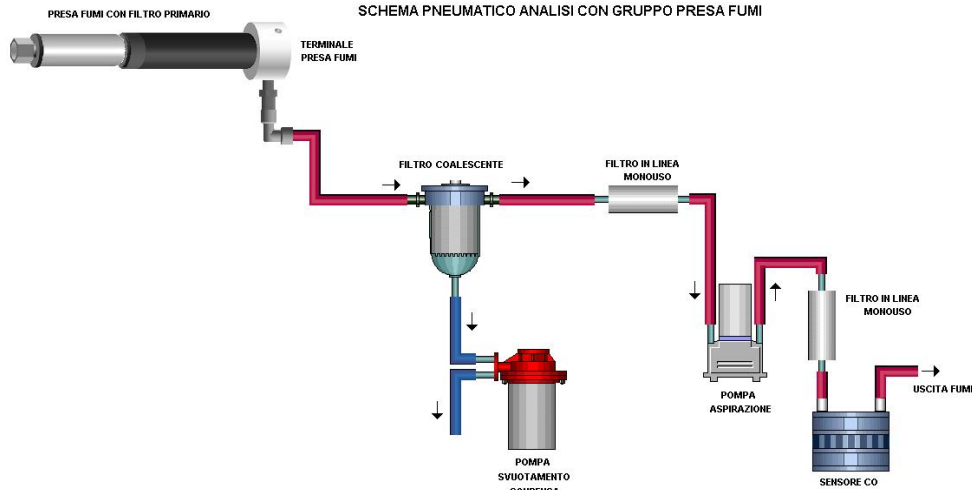 SCHEMA PNEUMATICO ANALISI CON GRUPPO PRESA FUMI
PRESA FUMI CON FILTRO PRIMARIO
TERMINALE
PRESA FUMI
FILTRO COALESCENTE
FILTRO IN LINEA
MONOUSO
FILTRO IN LINEA
MONOUSO
POMPA
ASPIRAZIONE
USCITA FUMI
POMPA
SVUOTAMENTO
CONDENSA
SENSORE CO